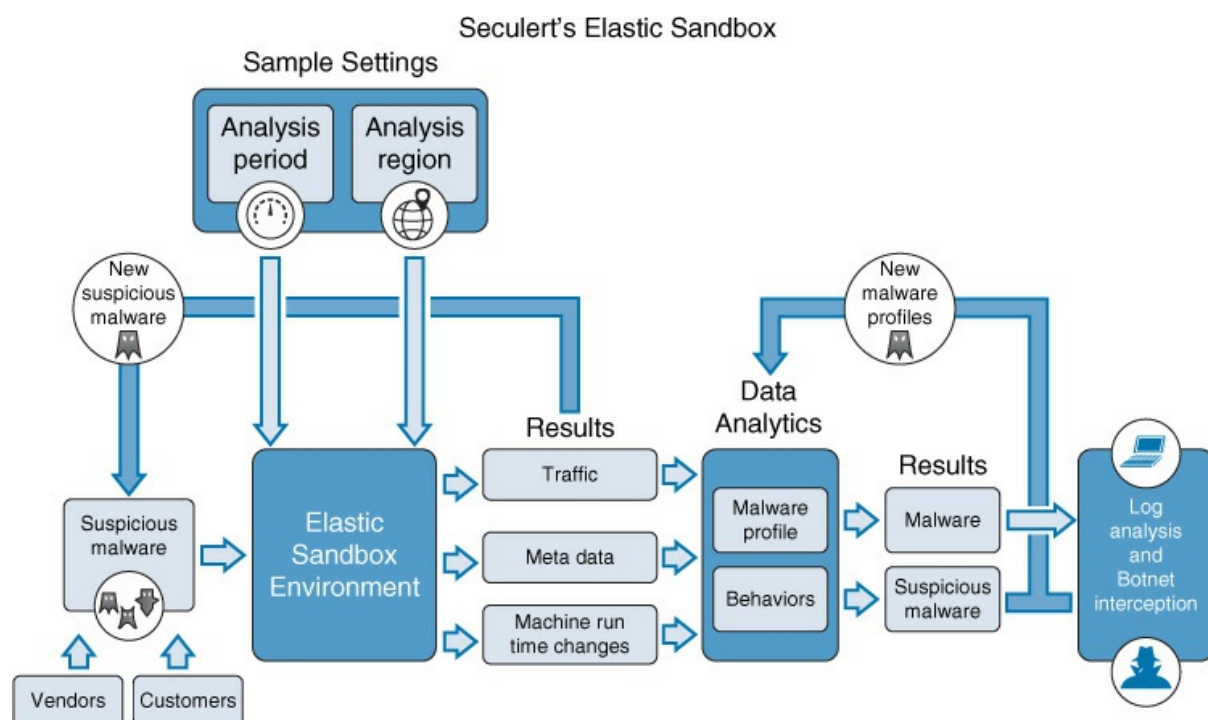 Seculert's Elastic Sandbox
Sample Settings
Analysis
period
Analysis
region
New
suspicious
malware
New
malware
profiles
Data
Analytics
Results
Results
Traffic
Suspicious
malware
Elastic
Sandbox
Environment
Meta data
Machine run
time changes
Malware
profile
Behaviors
Malware
Suspicious
malware
Log
analysis
and
Botnet
interception
Vendors
Customers